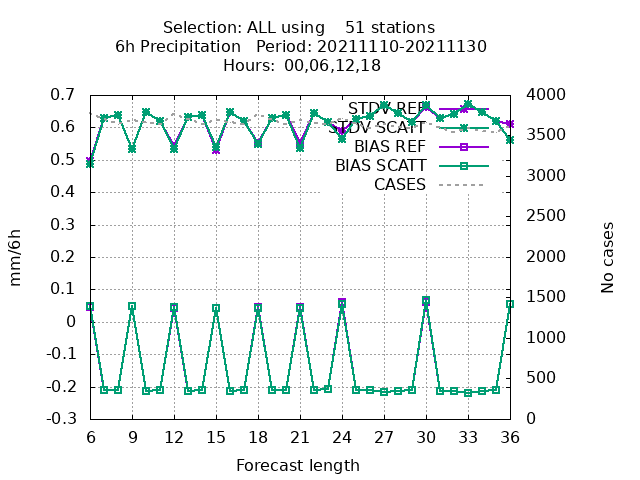 Selection: ALL using    51 stations
6h Precipitation   Period: 20211110-20211130
Hours:  00,06,12,18
0.7
0.6
0.5
0.4
0.3
0.2
0.1
0
-0.1
-0.2
-0.3
4000
3500
3000
2500
2000
1500
1000
500
0
mm/6h
No cases
STDV REF
STDV SCATT
BIAS REF
BIAS SCATT
CASES
6 9 12 15 18 21 24 27 30 33 36
Forecast length